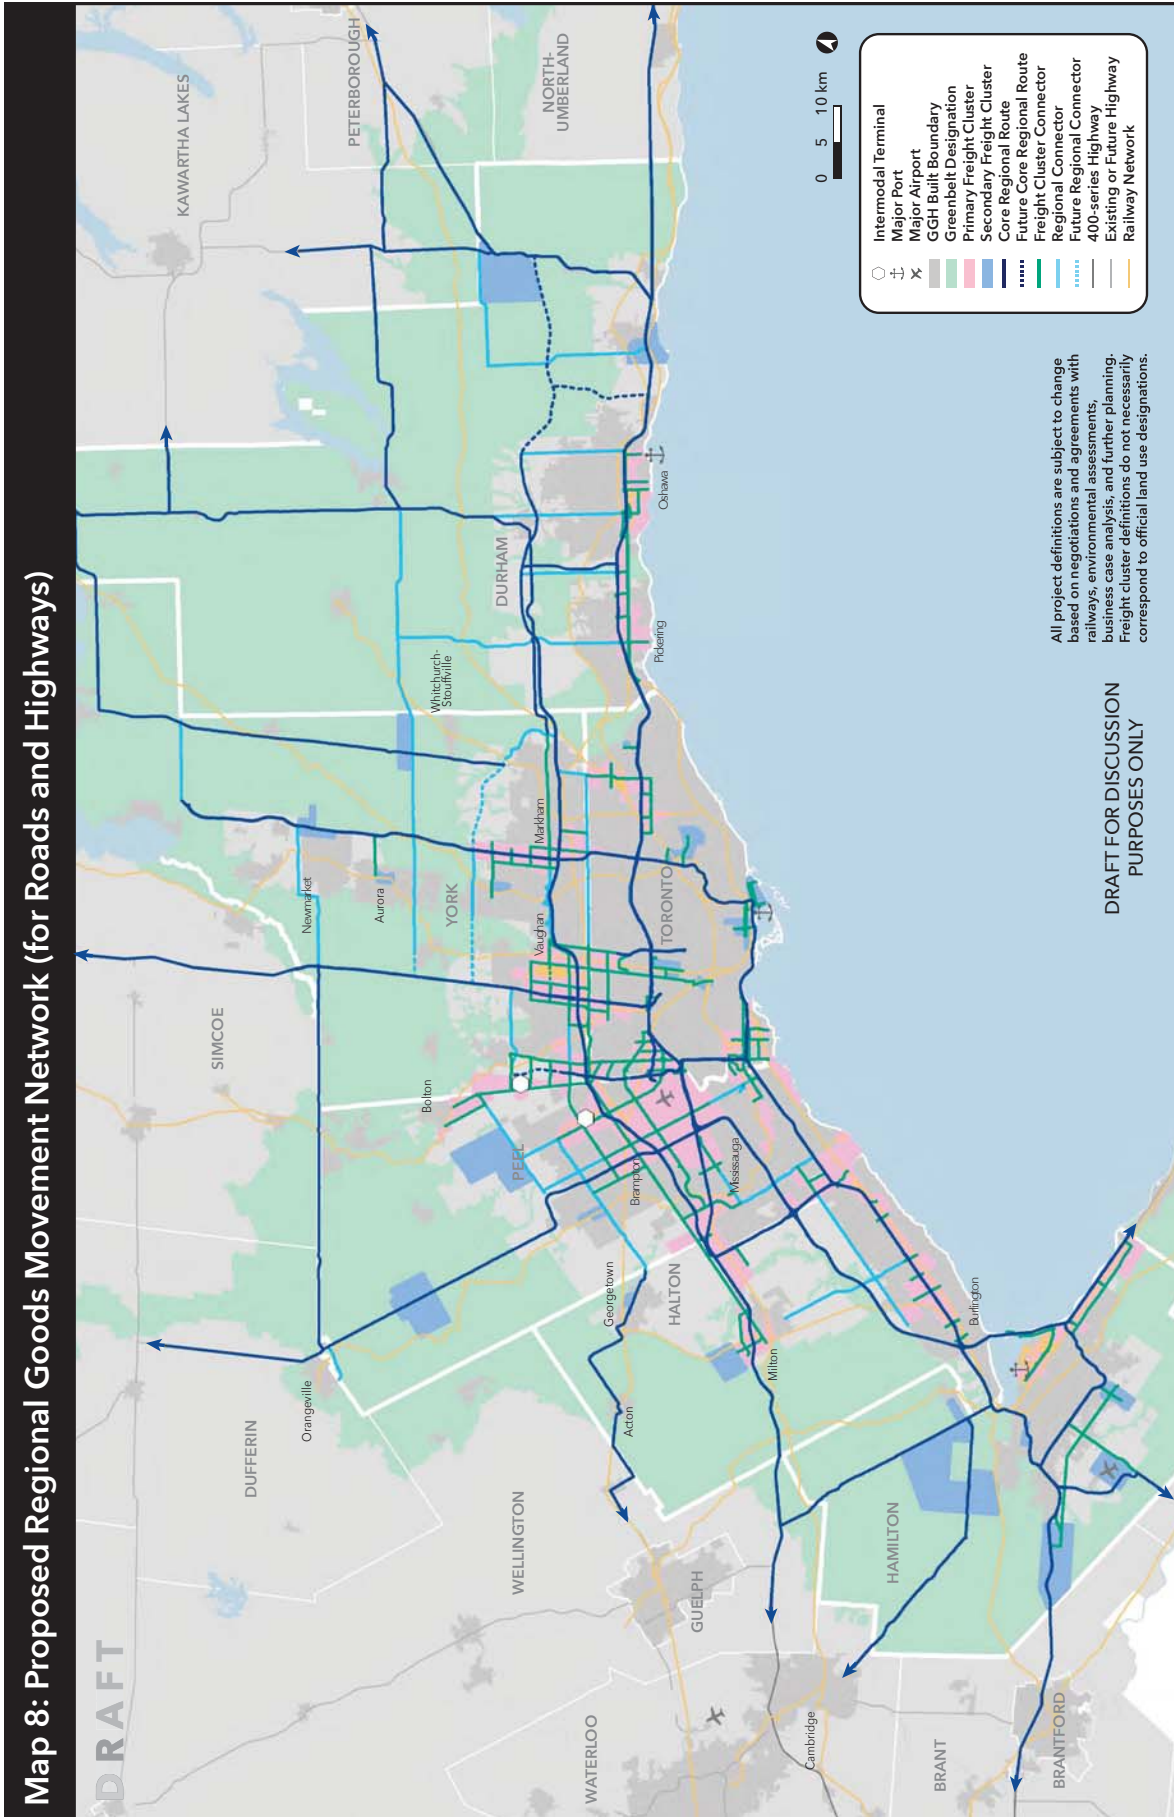 Map 8: Proposed Regional Goods Movement Network (for Roads and Highways)
DRAFT
KAWARTHA LAKES
PETERBOROUGH
NORTH-
UMBERLAND
SIMCOE
DUFFERIN
Orangeville
Newmarket
Aurora
YORK
Whitchurch-
Stouffville
DURHAM
Bolton
PEEL
Vaughan
Markham
Pickering
Oshawa
TORONTO
Brampton
Mississauga
Georgetown
HALTON
Acton
Milton
WELLINGTON
GUELPH
WATERLOO
Cambridge
HAMILTON
Burlington
BRANT
BRANTFORD
0 5 10 km
Intermodal Terminal
Major Port
Major Airport
GGH Built Boundary
Greenbelt Designation
Primary Freight Cluster
Secondary Freight Cluster
Core Regional Route
Future Core Regional Route
Freight Cluster Connector
Regional Connector
Future Regional Connector
400-series Highway
Existing or Future Highway
Railway Network
All project definitions are subject to change
based on negotiations and agreements with
railways, environmental assessments,
business case analysis, and further planning.
Freight cluster definitions do not necessarily
correspond to official land use designations.
DRAFT FOR DISCUSSION
PURPOSES ONLY